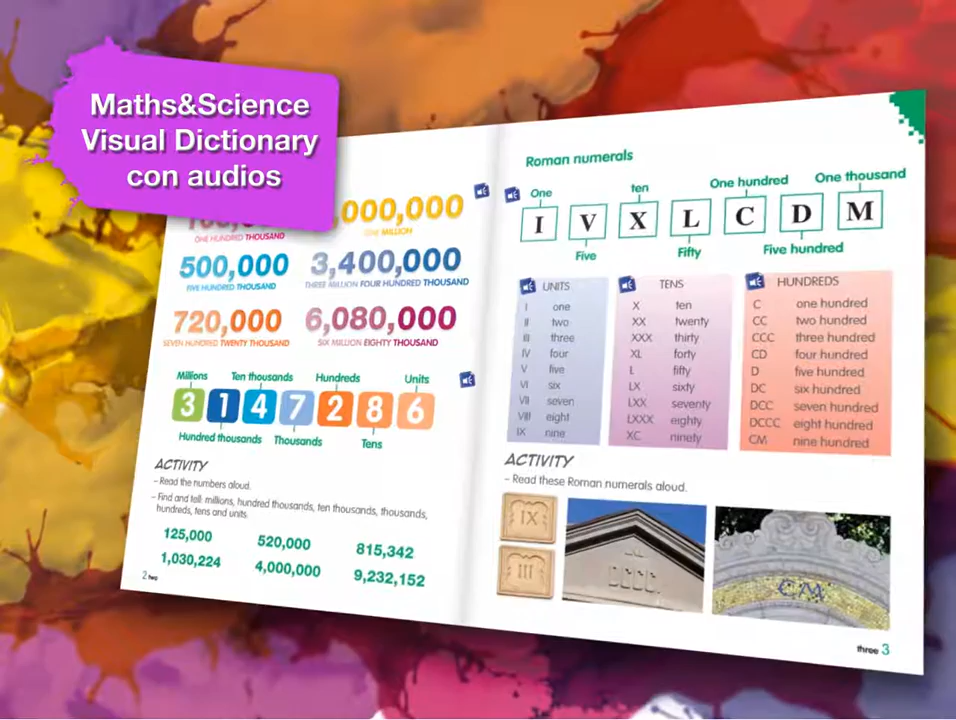 Maths&Science
Visual Dictionary
con audios
,000,000
ONE HUNDRED THOUSAND
ONE MILLION
500,000
3,400,000
FIVE HUNDRED THOUSAND
THREE MILLION FOUR HUNDRED THOUSAND
720,000
6,080,000
SEVEN HUNDRED TWENTY THOUSAND
SIX MILLION EIGHTY THOUSAND
Millions
Ten thousands
Hundreds
Units
3 1 4 7 2 8 6
Hundred thousands
Thousands
Tens
ACTIVITY
– Read the numbers aloud.
– Find and tell: millions, hundred thousands, ten thousands, thousands,
hundreds, tens and units.
125,000
520,000
815,342
1,030,224
4,000,000
9,232,152
2 two
Roman numerals
One
ten
One hundred
One thousand
I V X L C D M
Five
Fifty
Five hundred
UNITS
I one
II two
III three
IV four
V five
VI six
VII seven
VIII eight
IX nine
TENS
X ten
XX twenty
XXX thirty
XL forty
L fifty
LX sixty
LXX seventy
LXXX eighty
XC ninety
HUNDREDS
C one hundred
CC two hundred
CCC three hundred
CD four hundred
D five hundred
DC six hundred
DCC seven hundred
DCCC eight hundred
CM nine hundred
ACTIVITY
– Read these Roman numerals aloud.
IX
III
DCCC
CM
three 3